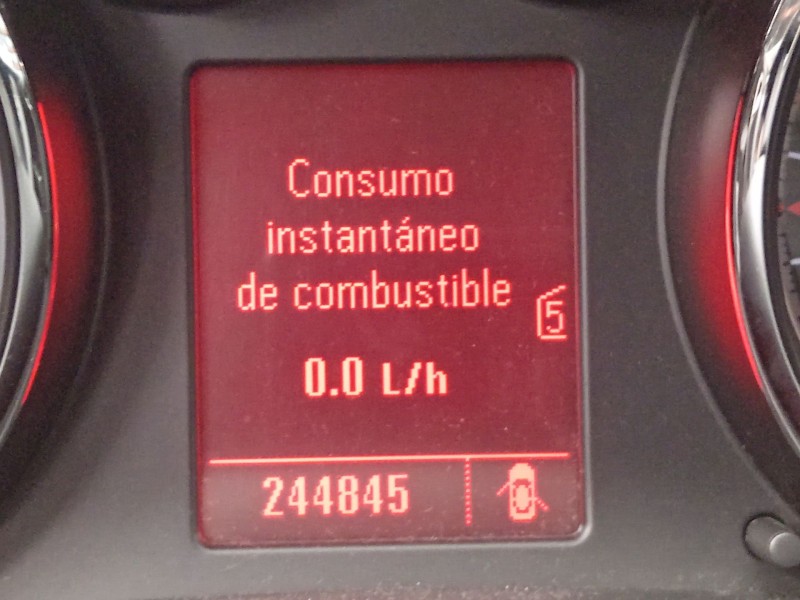 Consumo
instantáneo
de combustible
5
0.0 L/h
244845